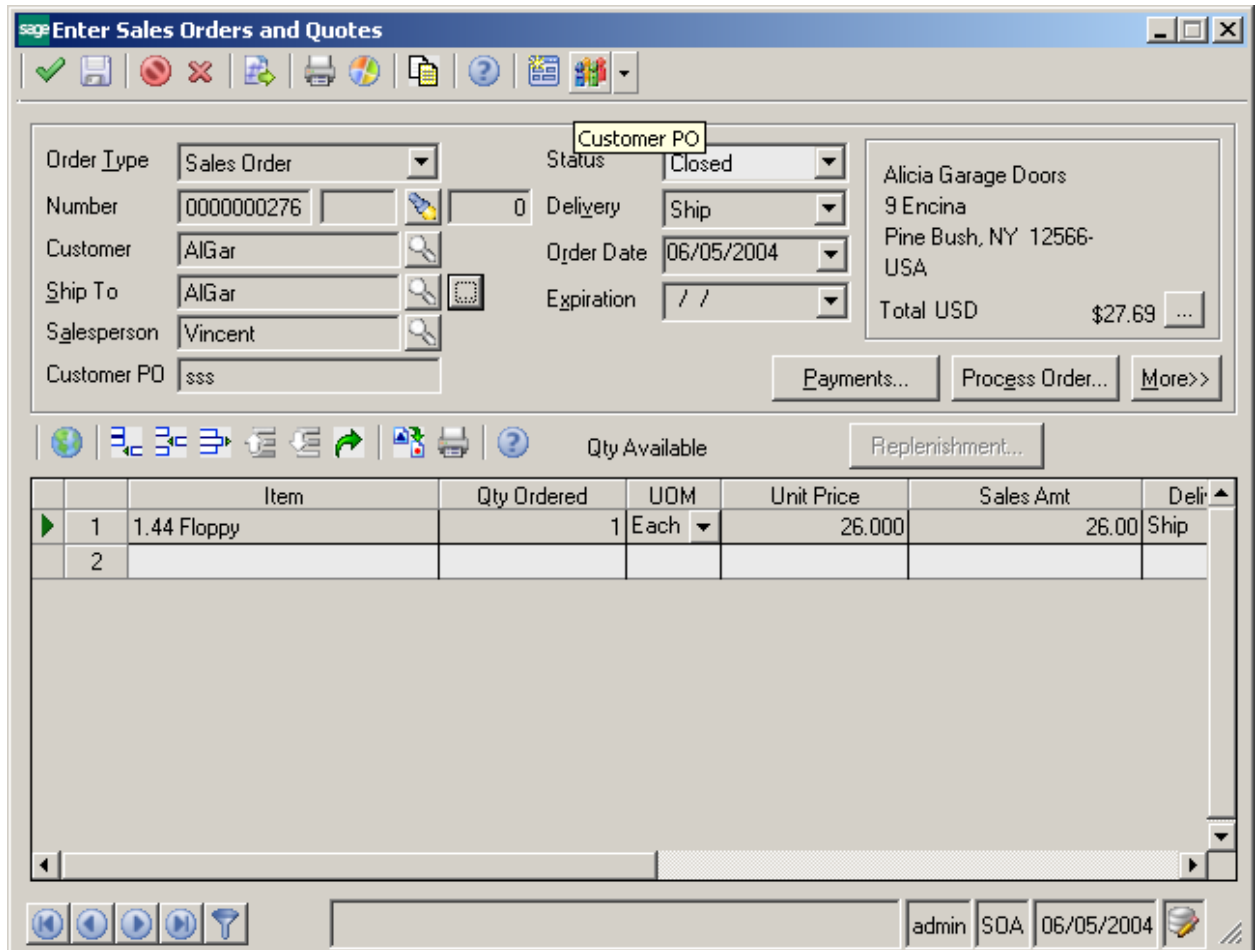 sage Enter Sales Orders and Quotes
Customer PO
Order Type Sales Order Status Closed
Number 0000000276 0 Delivery Ship
Customer AlGar Order Date 06/05/2004
Ship To AlGar Expiration / /
Salesperson Vincent
Customer PO sss
Alicia Garage Doors
9 Encina
Pine Bush, NY 12566-
USA
Total USD $27.69 ...
Payments... Process Order... More>>
Qty Available Replenishment...
Item Qty Ordered UOM Unit Price Sales Amt Deli
1 1.44 Floppy 1 Each 26.000 26.00 Ship
2
admin SOA 06/05/2004